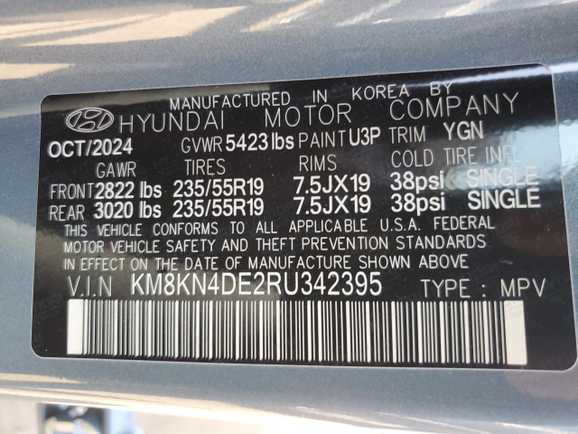 MANUFACTURED IN KOREA BY
HYUNDAI MOTOR COMPANY
OCT/2024 GVWR 5423 lbs PAINT U3P TRIM YGN
GAWR TIRES RIMS COLD TIRE INFL
FRONT 2822 lbs 235/55R19 7.5JX19 38psi SINGLE
REAR 3020 lbs 235/55R19 7.5JX19 38psi SINGLE
THIS VEHICLE CONFORMS TO ALL APPLICABLE U.S.A. FEDERAL
MOTOR VEHICLE SAFETY AND THEFT PREVENTION STANDARDS
IN EFFECT ON THE DATE OF MANUFACTURE SHOWN ABOVE.
V.I.N KM8KN4DE2RU342395 TYPE : MPV